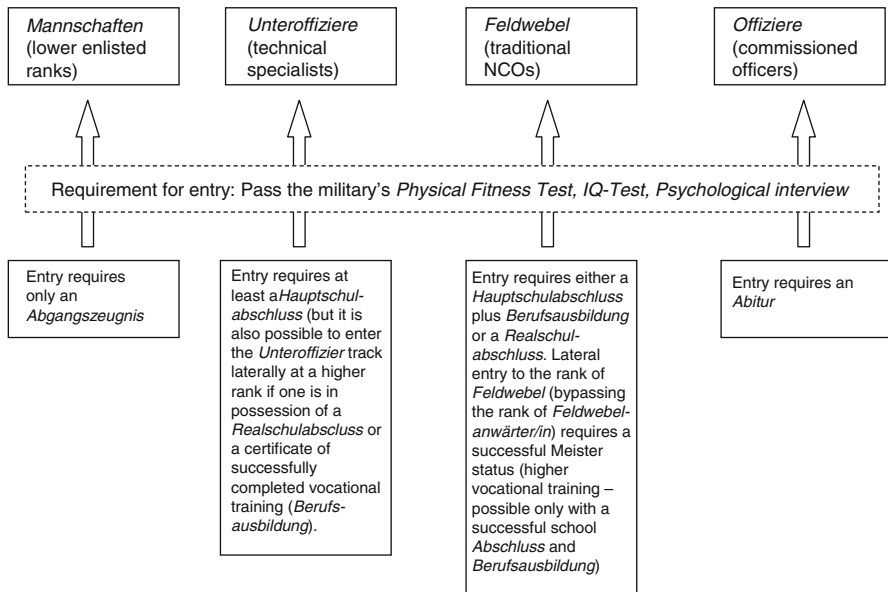 Mannschaften
(lower enlisted
ranks)
Unteroffiziere
(technical
specialists)
Feldwebel
(traditional
NCOs)
Offiziere
(commissioned
officers)
Requirement for entry: Pass the military's Physical Fitness Test, IQ-Test, Psychological interview
Entry requires
only an
Abgangszeugnis
Entry requires at
least aHauptschul-
abschluss (but it is
also possible to enter
the Unteroffizier track
laterally at a higher
rank if one is in
possession of a
Realschulabscluss or
a certificate of
successfully
completed vocational
training (Berufs-
ausbildung).
Entry requires either a
Hauptschulabschluss
plus Berufsausbildung
or a Realschul-
abschluss. Lateral
entry to the rank of
Feldwebel (bypassing
the rank of Feldwebel-
anwärter/in) requires a
successful Meister
status (higher
vocational training –
possible only with a
successful school
Abschluss and
Berufsausbildung)
Entry requires an
Abitur